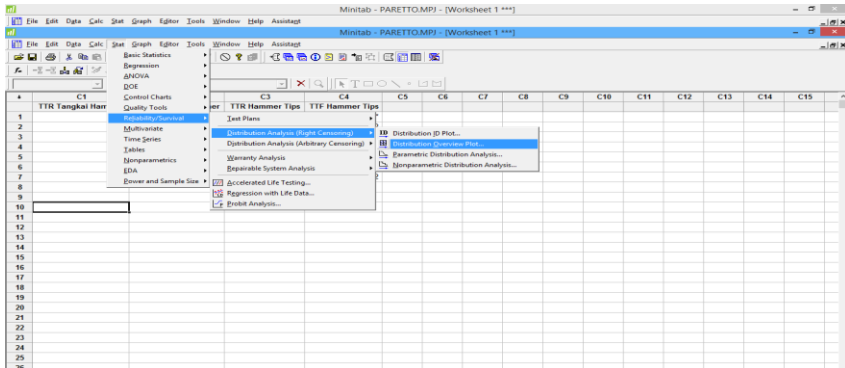 Minitab - PARETTO.MPJ - [Worksheet 1 ***]
File Edit Data Calc Stat Graph Editor Tools Window Help Assistant
Minitab - PARETTO.MPJ - [Worksheet 1 ***]
File Edit Data Calc Stat Graph Editor Tools Window Help Assistant
Basic Statistics
Regression
ANOVA
DOE
Control Charts
Quality Tools
Reliability/Survival
Multivariate
Time Series
Tables
Nonparametrics
EDA
Power and Sample Size
Test Plans
Distribution Analysis (Right Censoring)
Distribution Analysis (Arbitrary Censoring)
Warranty Analysis
Repairable System Analysis
Accelerated Life Testing...
Regression with Life Data...
Probit Analysis...
Distribution ID Plot...
Distribution Overview Plot...
Parametric Distribution Analysis...
Nonparametric Distribution Analysis...
C1 C3 C4 C5 C6 C7 C8 C9 C10 C11 C12 C13 C14 C15
TTR Tangkai Ham er TTR Hammer Tips TTF Hammer Tips
1
2
3
4
5
6
7
8
9
10
11
12
13
14
15
16
17
18
19
20
21
22
23
24
25
26